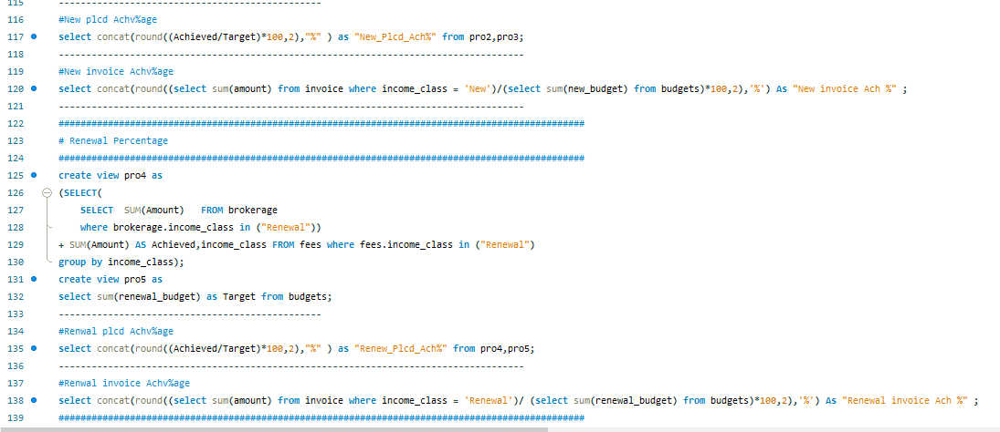 115 ------------------------------------------------
116 #New plcd Achv%age
117 select concat(round((Achieved/Target)*100,2),"%" ) as "New_Plcd_Ach%" from pro2,pro3;
118 -------------------------------------------------------------------------------------
119 #New invoice Achv%age
120 select concat(round((select sum(amount) from invoice where income_class = 'New')/(select sum(new_budget) from budgets)*100,2),'%') As "New invoice Ach %" ;
121 -------------------------------------------------------------------------------------
122 ################################################################################################
123 # Renewal Percentage
124 ################################################################################################
125 create view pro4 as
126 (SELECT(
127 SELECT SUM(Amount) FROM brokerage
128 where brokerage.income_class in ("Renewal"))
129 + SUM(Amount) AS Achieved,income_class FROM fees where fees.income_class in ("Renewal")
130 group by income_class);
131 create view pro5 as
132 select sum(renewal_budget) as Target from budgets;
133 ------------------------------------------------
134 #Renwal plcd Achv%age
135 select concat(round((Achieved/Target)*100,2),"%" ) as "Renew_Plcd_Ach%" from pro4,pro5;
136 -------------------------------------------------------------------------------------
137 #Renwal invoice Achv%age
138 select concat(round((select sum(amount) from invoice where income_class = 'Renewal')/ (select sum(renewal_budget) from budgets)*100,2),'%') As "Renewal invoice Ach %" ;
139 ################################################################################################